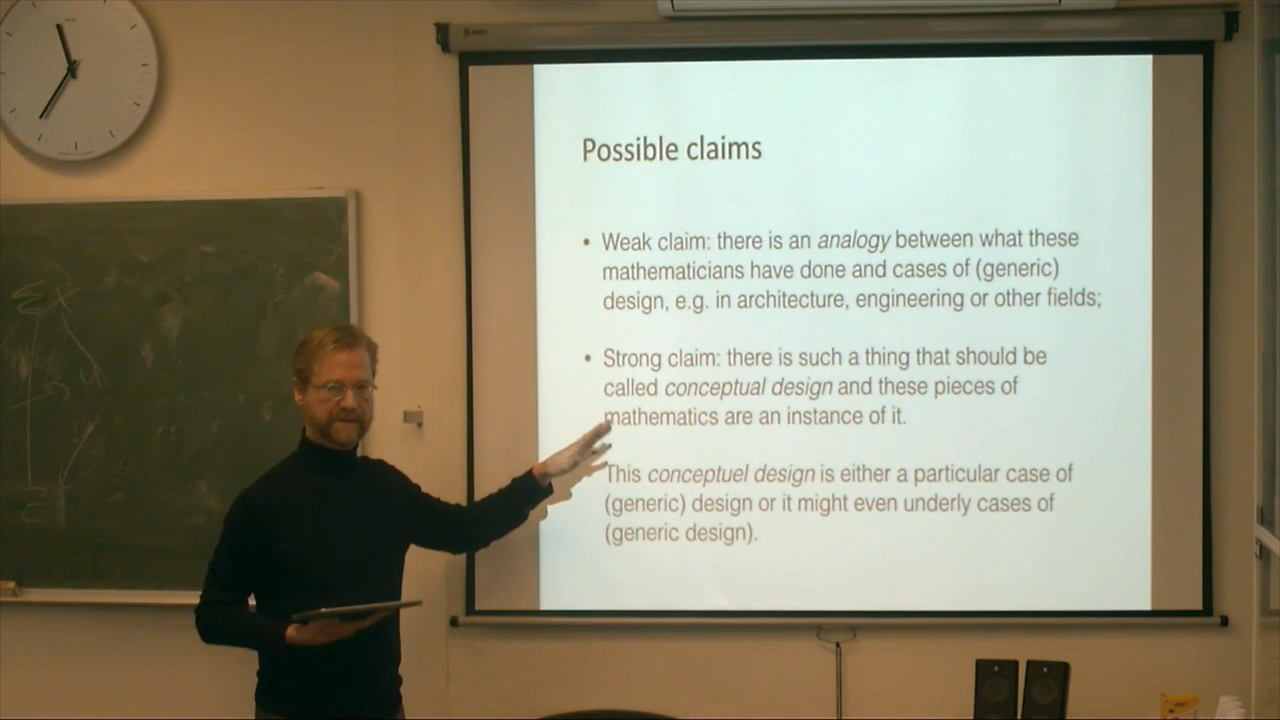 Possible claims
• Weak claim: there is an analogy between what these
mathematicians have done and cases of (generic)
design, e.g. in architecture, engineering or other fields;
• Strong claim: there is such a thing that should be
called conceptual design and these pieces of
mathematics are an instance of it.
This conceptuel design is either a particular case of
(generic) design or it might even underly cases of
(generic design).